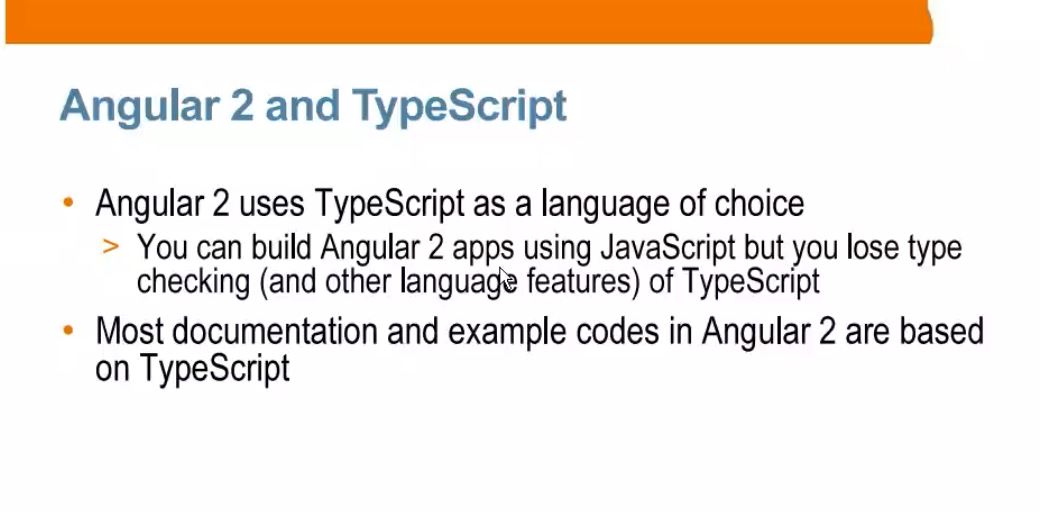 Angular 2 and TypeScript
• Angular 2 uses TypeScript as a language of choice
> You can build Angular 2 apps using JavaScript but you lose type
checking (and other language features) of TypeScript
• Most documentation and example codes in Angular 2 are based
on TypeScript